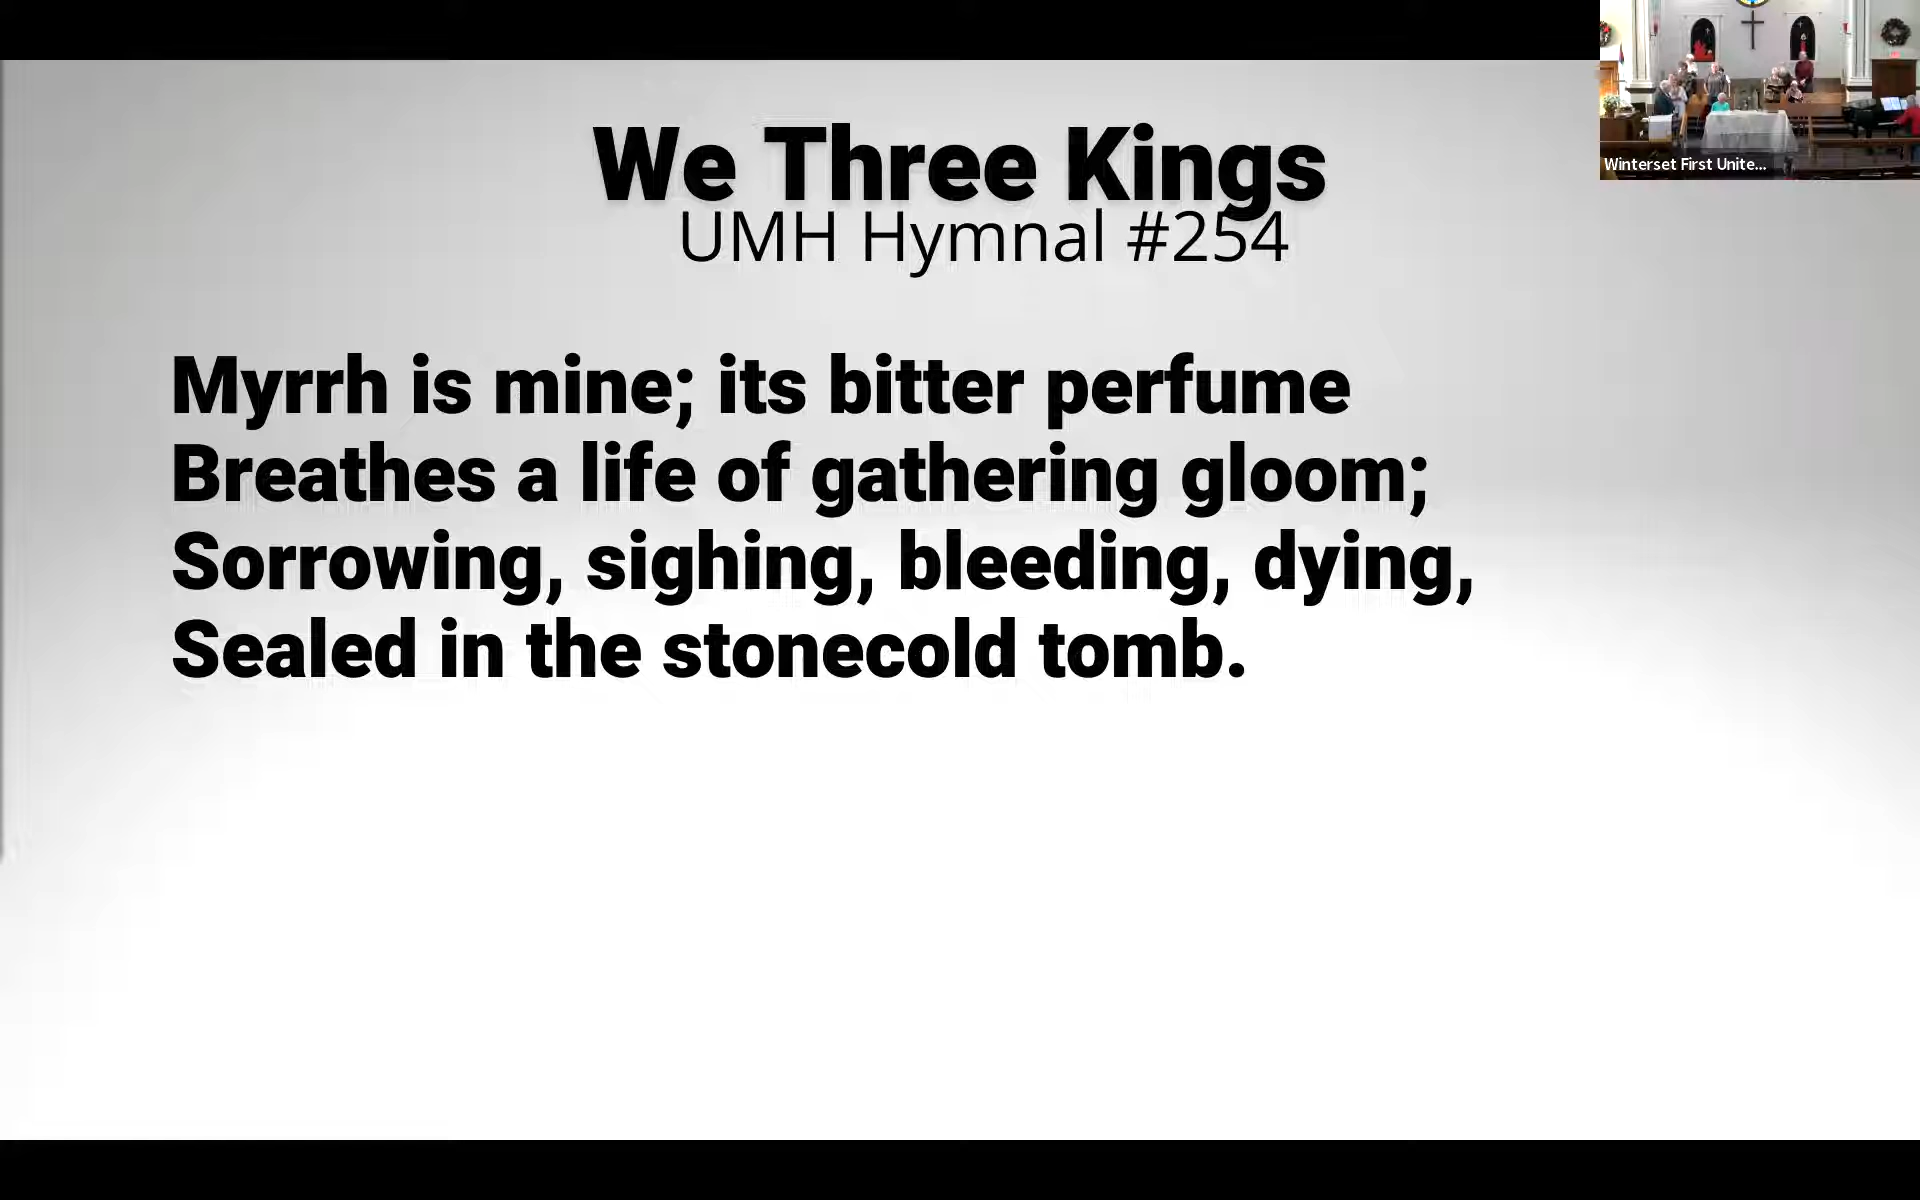 We Three Kings
UMH Hymnal #254
Myrrh is mine; its bitter perfume
Breathes a life of gathering gloom;
Sorrowing, sighing, bleeding, dying,
Sealed in the stonecold tomb.
Winterset First Unite...